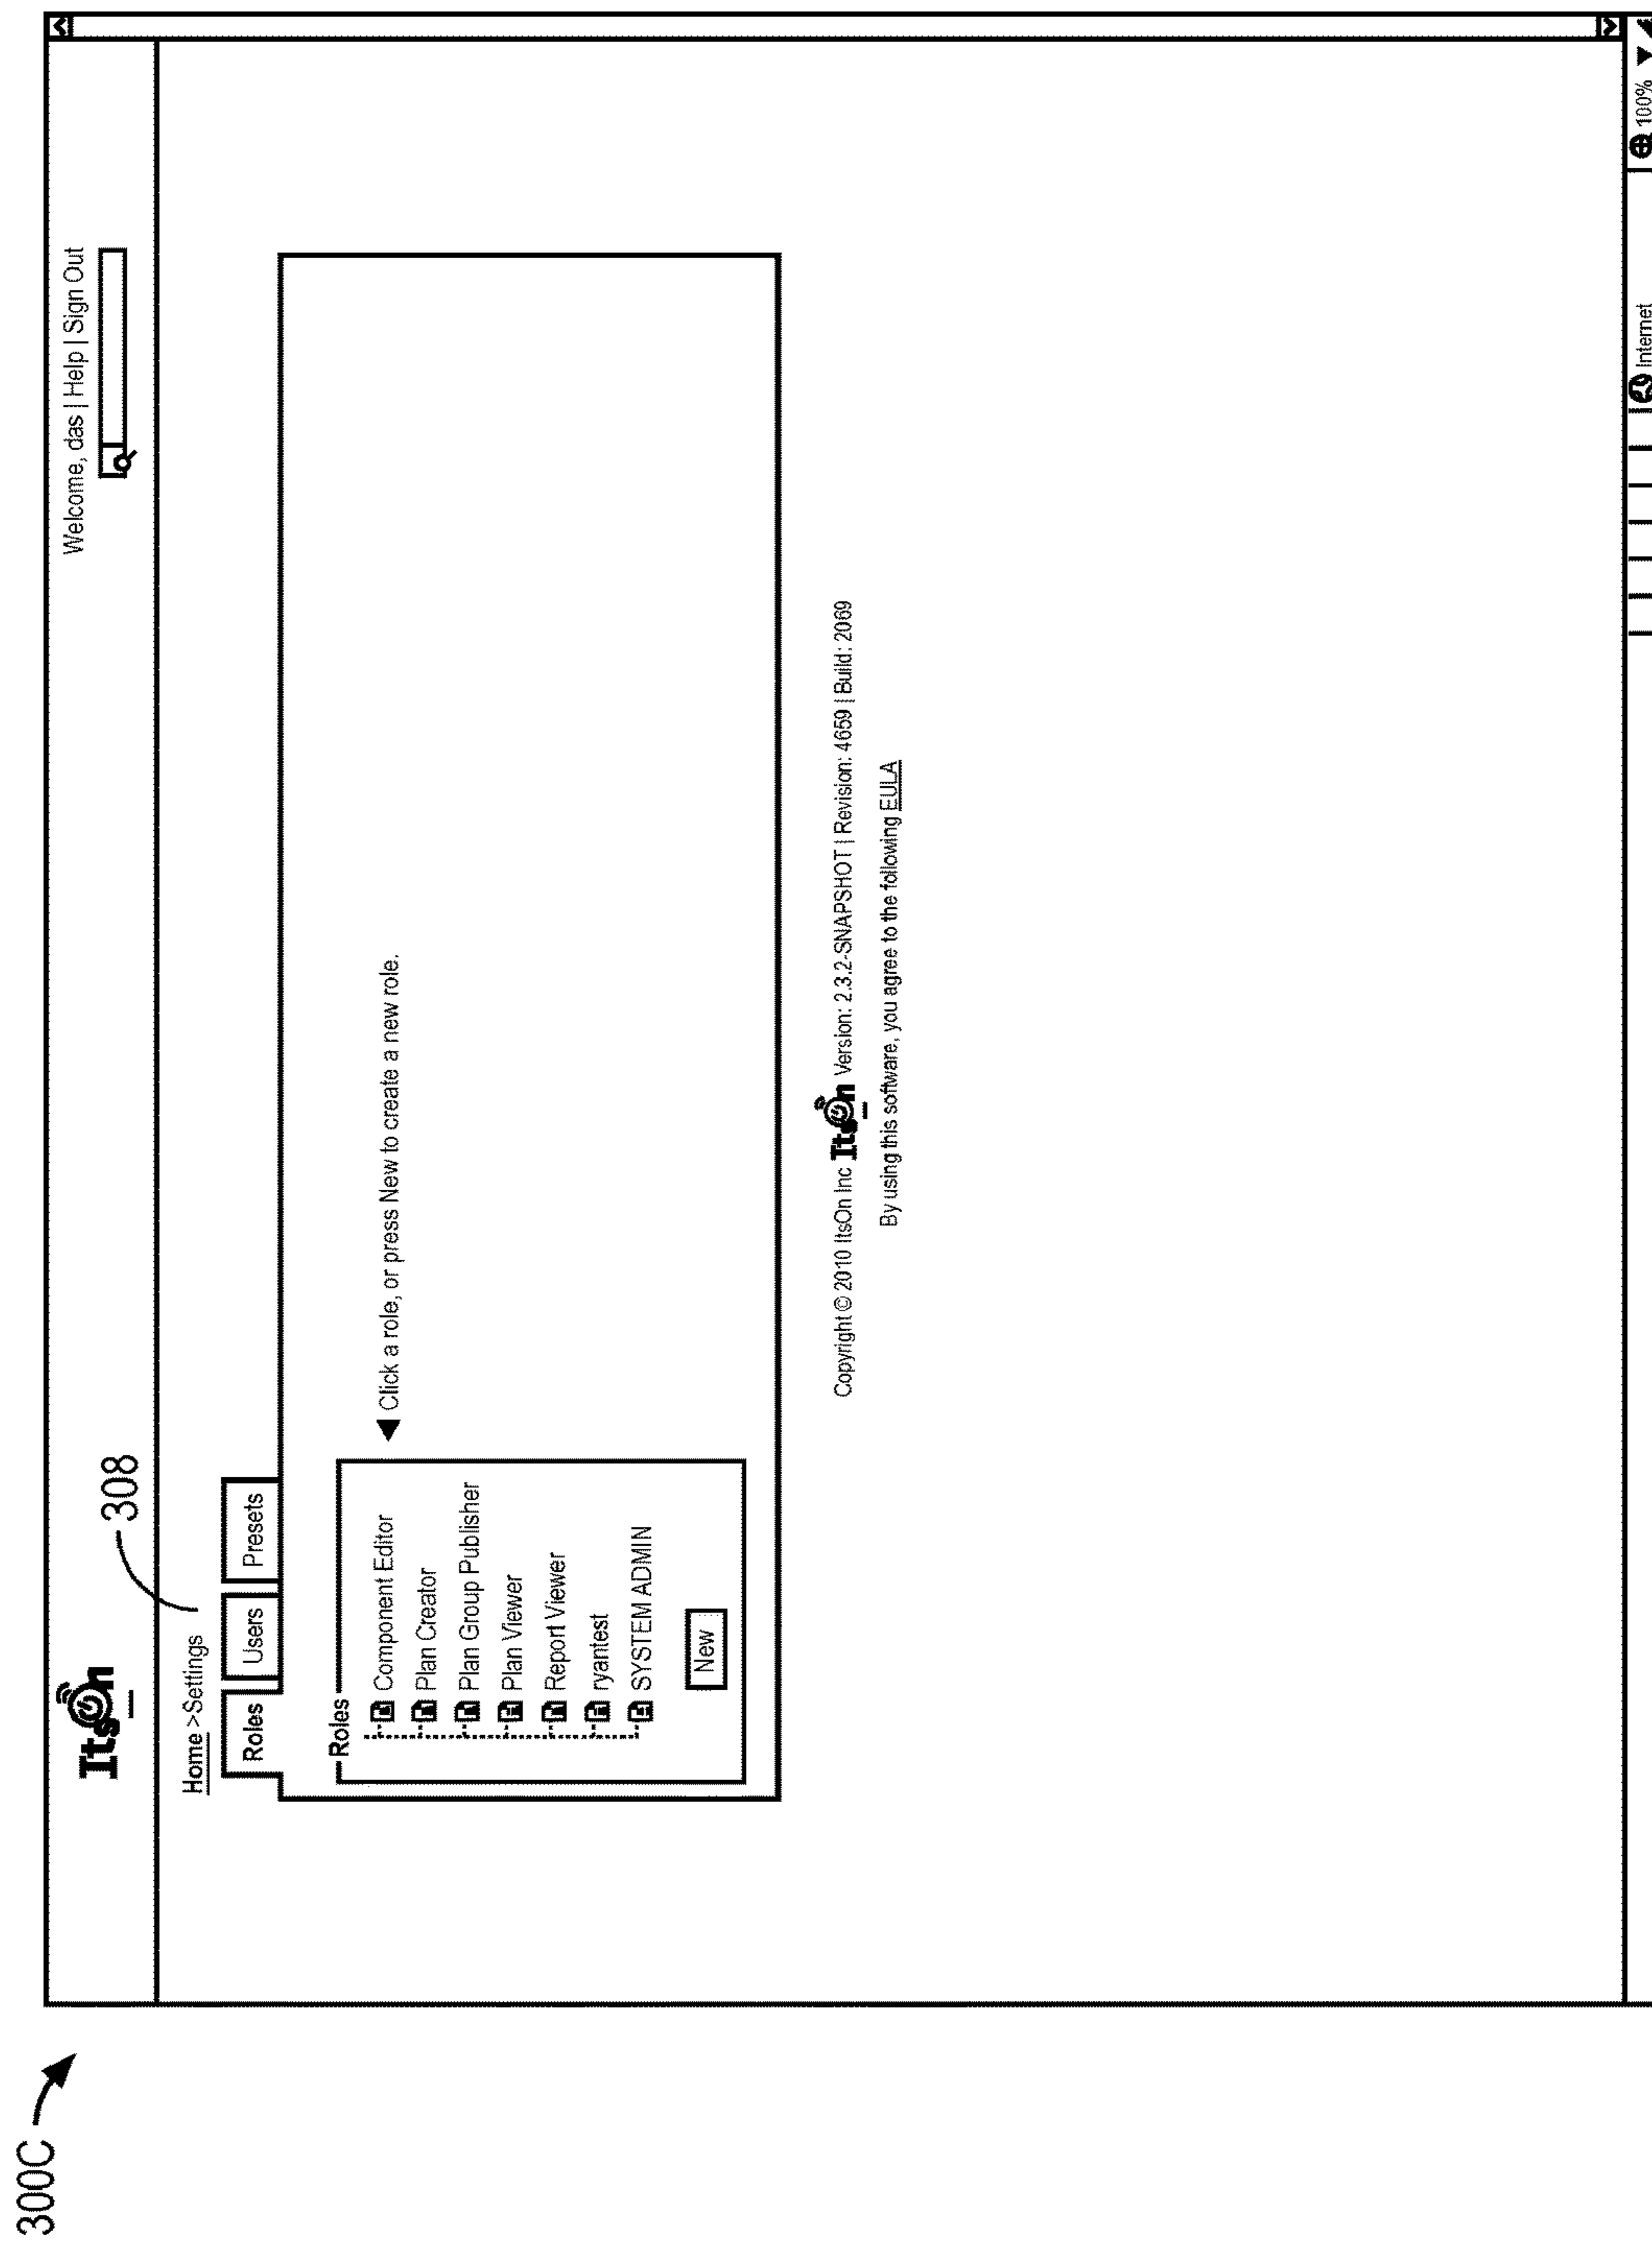 300C
ItsOn
Welcome, das | Help | Sign Out
308
Home >Settings
Roles
Users
Presets
Roles
Component Editor
Plan Creator
Plan Group Publisher
Plan Viewer
Report Viewer
ryantest
SYSTEM ADMIN
New
Click a role, or press New to create a new role.
Copyright © 2010 ItsOn Inc ItsOn Version: 2.3.2-SNAPSHOT | Revision: 4659 | Build: 2069
By using this software, you agree to the following EULA
Internet
100%